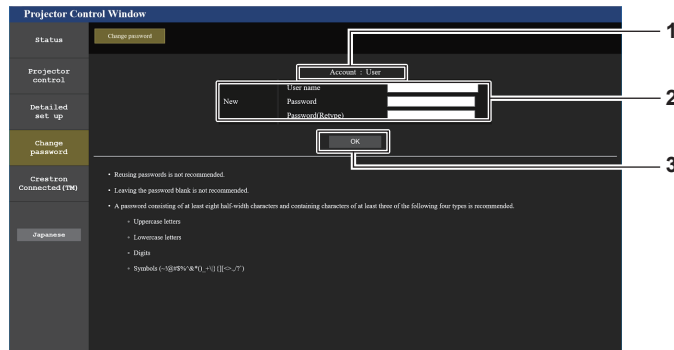 Projector Control Window
Status
Change password
1
Projector
control
Account : User
User name
New
Password
Password(Retype)
2
Detailed
set up
Change
password
OK
3
Crestron
Connected(TM)
• Reusing passwords is not recommended.
• Leaving the password blank is not recommended.
• A password consisting of at least eight half-width characters and containing characters of at least three of the following four types is recommended.
Uppercase letters
Lowercase letters
Digits
Symbols (~!@#$%^&*()_+\|}{][<>.,/?`)
Japanese